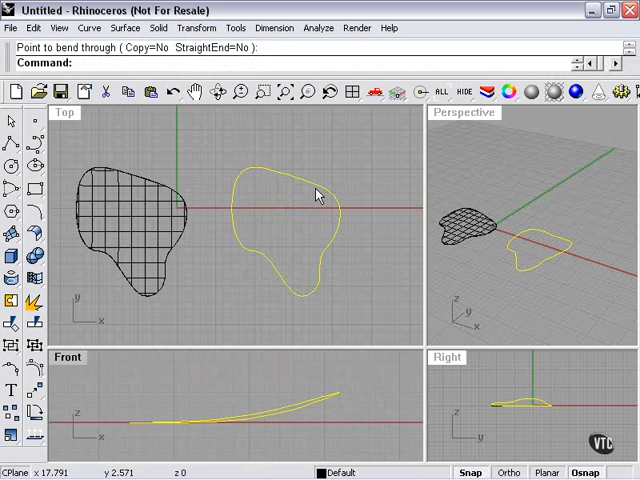 Untitled - Rhinoceros (Not For Resale)
File Edit View Curve Surface Solid Transform Tools Dimension Analyze Render Help
Point to bend through ( Copy=No StraightEnd=No ):
Command:
ALL HIDE
Top
Perspective
y
x
z
y
x
Front
Right
z
x
z
y
T
VTC
CPlane x 17.791 y 2.571 z 0 Default Snap Ortho Planar Osnap